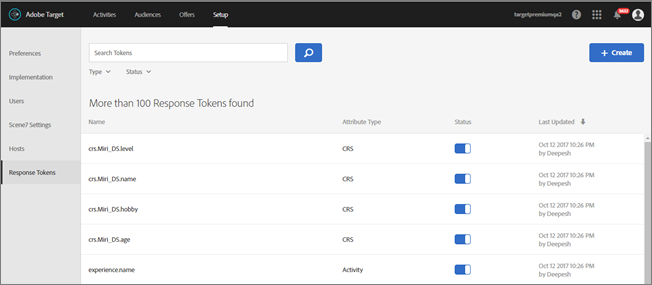 Adobe Target
Activities
Audiences
Offers
Setup
targetpremiumqa2
Preferences
Implementation
Users
Scene7 Settings
Hosts
Response Tokens
Search Tokens
+ Create
Type
Status
More than 100 Response Tokens found
Name Attribute Type Status Last Updated
crs.Miri_DS.level CRS Oct 12 2017 10:26 PM
by Deepesh
crs.Miri_DS.name CRS Oct 12 2017 10:26 PM
by Deepesh
crs.Miri_DS.hobby CRS Oct 12 2017 10:26 PM
by Deepesh
crs.Miri_DS.age CRS Oct 12 2017 10:26 PM
by Deepesh
experience.name Activity Oct 12 2017 10:26 PM
by Deepesh